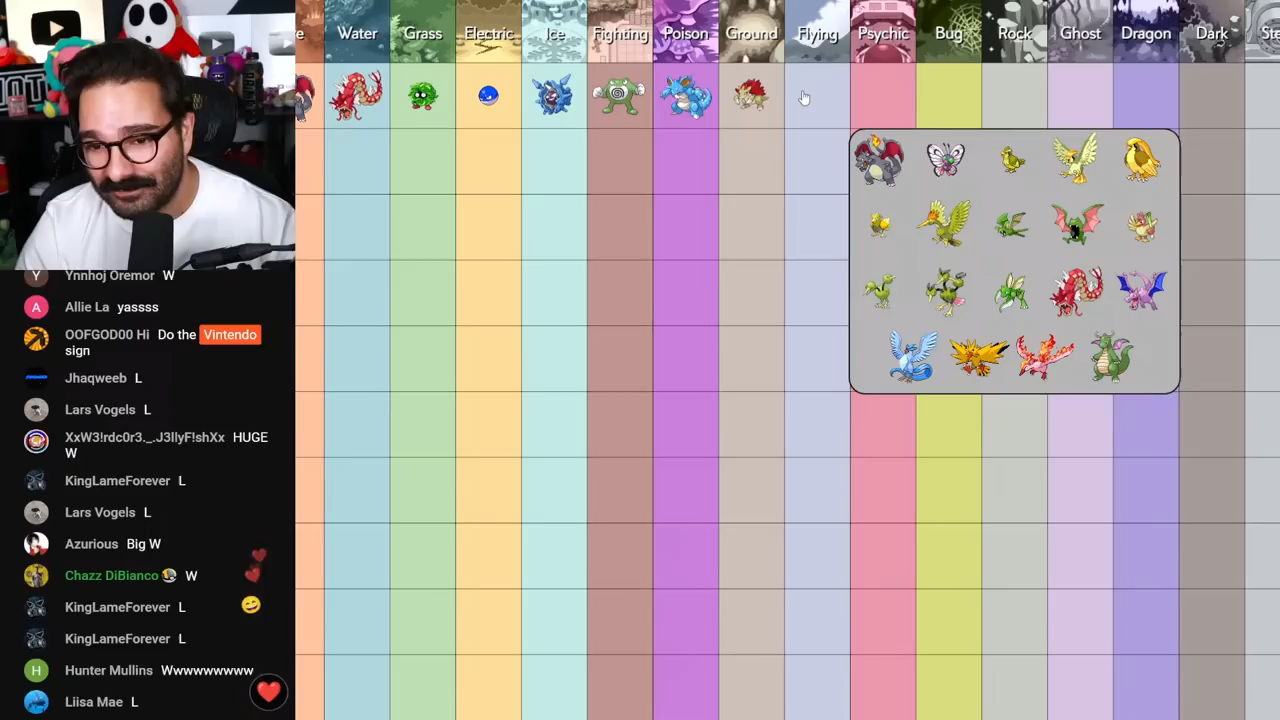 e
Water
Grass
Electric
Ice
Fighting
Poison
Ground
Flying
Psychic
Bug
Rock
Ghost
Dragon
Dark
Ste
Y Ynnhoj Oremor W
A Allie La yassss
OOFGOD00 Hi Do the Vintendo
sign
Jhaqweeb L
Lars Vogels L
XxW3!rdc0r3._.J3llyF!shXx HUGE
W
KingLameForever L
Lars Vogels L
Azurious Big W
Chazz DiBianco W
KingLameForever L
KingLameForever L
H Hunter Mullins Wwwwwwwww
Liisa Mae L